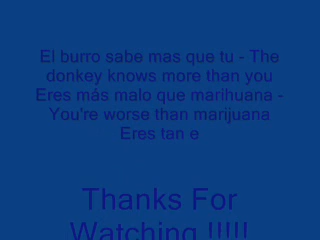 El burro sabe mas que tu - The
donkey knows more than you
Eres más malo que marihuana -
You're worse than marijuana
Eres tan e
Thanks For
Watching !!!!!